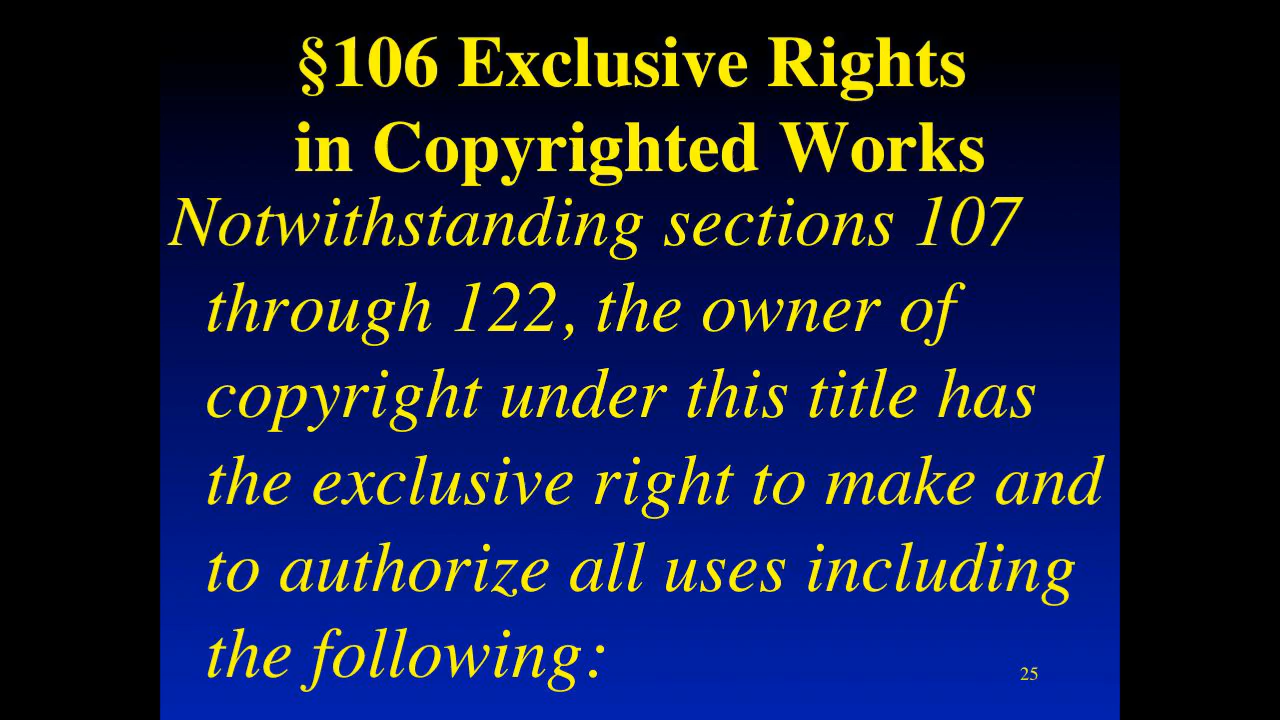 §106 Exclusive Rights
in Copyrighted Works
Notwithstanding sections 107
through 122, the owner of
copyright under this title has
the exclusive right to make and
to authorize all uses including
the following:
25